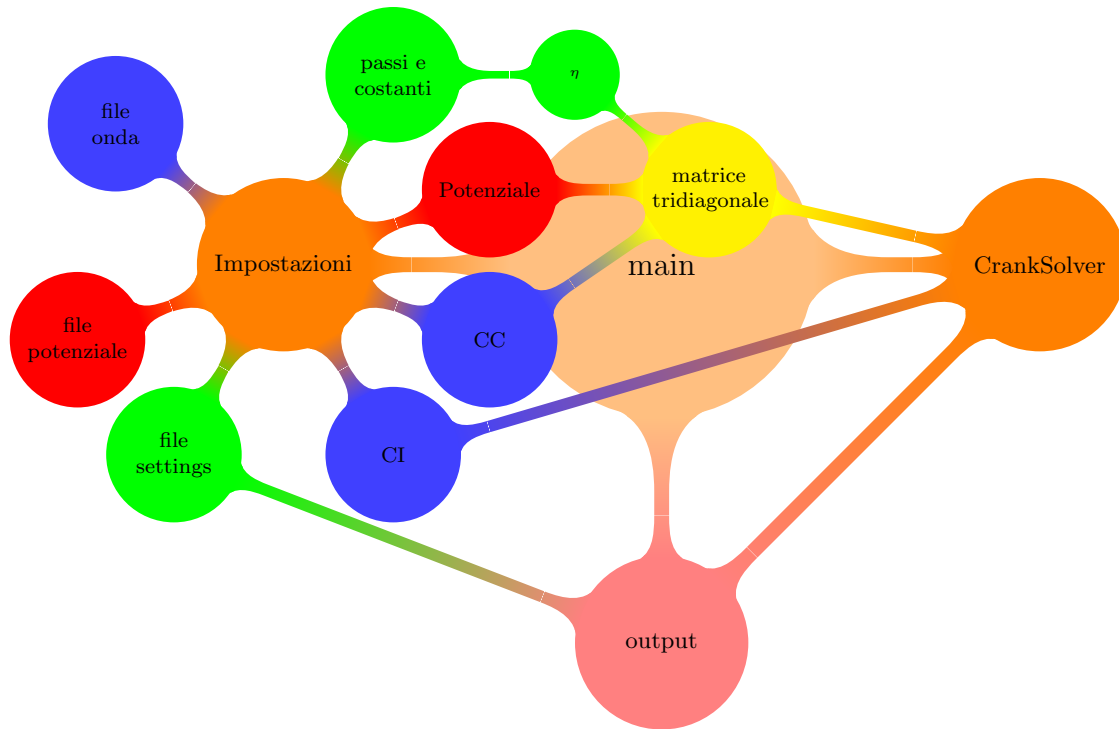 passi e
costanti
η
file
onda
Potenziale
matrice
tridiagonale
Impostazioni
main
CrankSolver
file
potenziale
CC
file
settings
CI
output